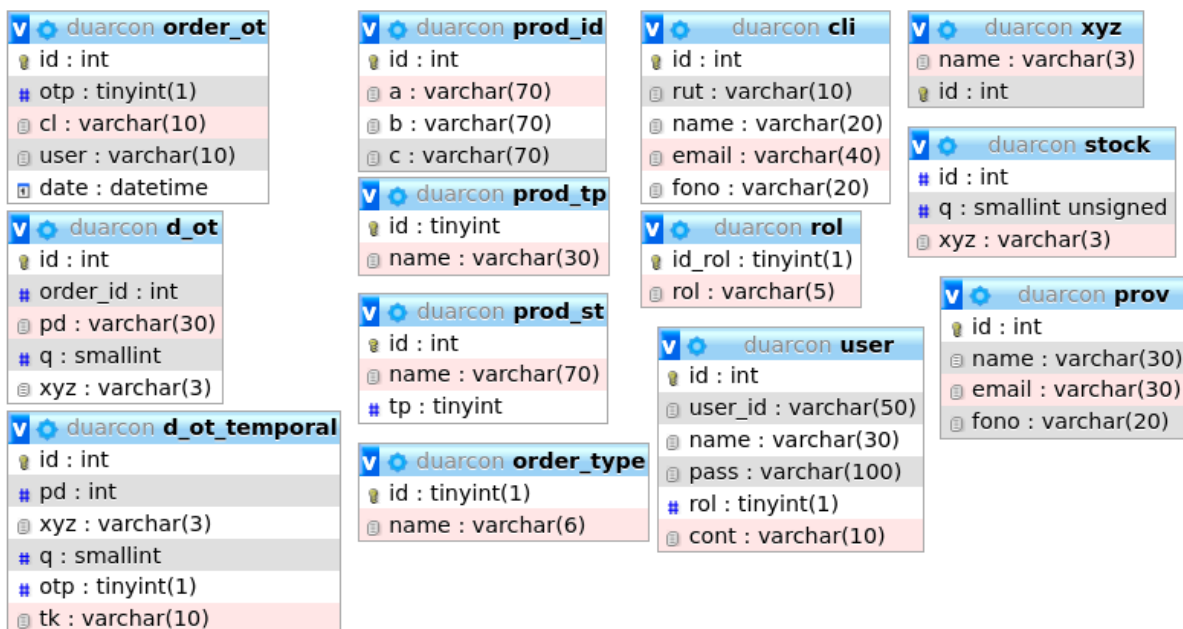 v duarcon order_ot
id : int
# otp : tinyint(1)
cl : varchar(10)
user : varchar(10)
date : datetime
v duarcon d_ot
id : int
# order_id : int
pd : varchar(30)
# q : smallint
xyz : varchar(3)
v duarcon d_ot_temporal
id : int
# pd : int
xyz : varchar(3)
# q : smallint
# otp : tinyint(1)
tk : varchar(10)
v duarcon prod_id
id : int
a : varchar(70)
b : varchar(70)
c : varchar(70)
v duarcon prod_tp
id : tinyint
name : varchar(30)
v duarcon prod_st
id : int
name : varchar(70)
# tp : tinyint
v duarcon order_type
id : tinyint(1)
name : varchar(6)
v duarcon cli
id : int
rut : varchar(10)
name : varchar(20)
email : varchar(40)
fono : varchar(20)
v duarcon rol
id_rol : tinyint(1)
rol : varchar(5)
v duarcon user
id : int
user_id : varchar(50)
name : varchar(30)
pass : varchar(100)
# rol : tinyint(1)
cont : varchar(10)
v duarcon xyz
name : varchar(3)
id : int
v duarcon stock
# id : int
# q : smallint unsigned
xyz : varchar(3)
v duarcon prov
id : int
name : varchar(30)
email : varchar(30)
fono : varchar(20)